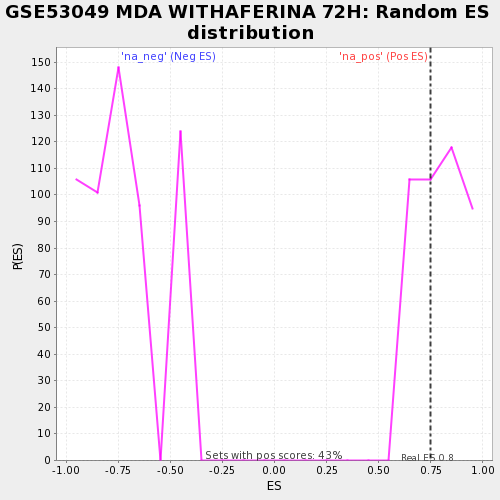 GSE53049 MDA WITHAFERINA 72H: Random ES
distribution
'na_neg' (Neg ES)
'na_pos' (Pos ES)
150
140
130
120
110
100
90
80
70
60
50
40
30
20
10
0
P(ES)
Sets with pos scores: 43%
Real ES 0.8
-1.00 -0.75 -0.50 -0.25 0.00 0.25 0.50 0.75 1.00
ES